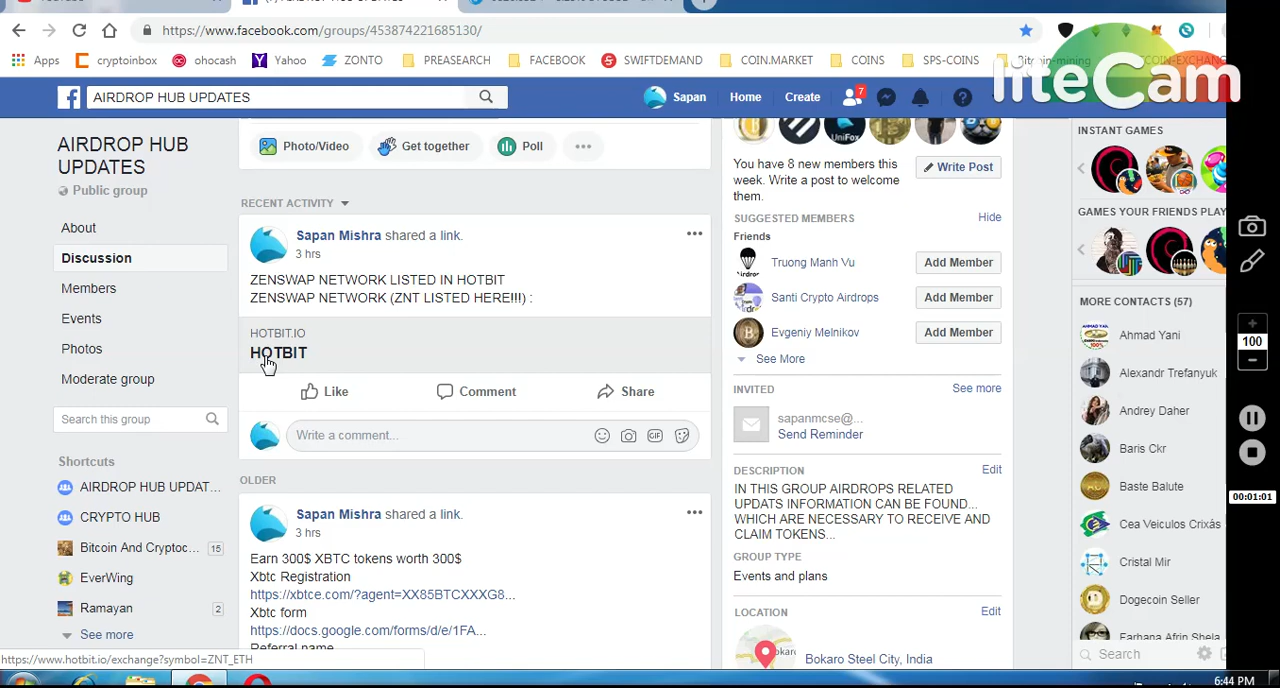 https://www.facebook.com/groups/453874221685130/
Apps
cryptoinbox
ohocash
Yahoo
ZONTO
PREASEARCH
FACEBOOK
SWIFTDEMAND
COIN.MARKET
COINS
SPS-COINS
liteCam
AIRDROP HUB UPDATES
Sapan
Home
Create
7
AIRDROP HUB
UPDATES
Public group
About
Discussion
Members
Events
Photos
Moderate group
Search this group
Shortcuts
AIRDROP HUB UPDAT...
CRYPTO HUB
Bitcoin And Cryptoc... 15
EverWing
Ramayan 2
See more
https://www.hotbit.io/exchange?symbol=ZNT_ETH
Photo/Video
Get together
Poll
RECENT ACTIVITY
Sapan Mishra shared a link.
3 hrs
ZENSWAP NETWORK LISTED IN HOTBIT
ZENSWAP NETWORK (ZNT LISTED HERE!!!) :
HOTBIT.IO
HOTBIT
Like
Comment
Share
Write a comment...
GIF
OLDER
Sapan Mishra shared a link.
3 hrs
Earn 300$ XBTC tokens worth 300$
Xbtc Registration
https://xbtce.com/?agent=XX85BTCXXXG8...
Xbtc form
https://docs.google.com/forms/d/e/1FA...
Referral name
UniFox
You have 8 new members this
week. Write a post to welcome
them.
Write Post
SUGGESTED MEMBERS
Hide
Friends
Truong Manh Vu
Add Member
Santi Crypto Airdrops
Add Member
Evgeniy Melnikov
Add Member
See More
INVITED
See more
sapanmcse@...
Send Reminder
DESCRIPTION
Edit
IN THIS GROUP AIRDROPS RELATED
UPDATS INFORMATION CAN BE FOUND...
WHICH ARE NECESSARY TO RECEIVE AND
CLAIM TOKENS...
GROUP TYPE
Events and plans
LOCATION
Edit
Bokaro Steel City, India
INSTANT GAMES
GAMES YOUR FRIENDS PLAY
MORE CONTACTS (57)
Ahmad Yani
Alexandr Trefanyuk
Andrey Daher
Baris Ckr
Baste Balute
Cea Veiculos Crixás
Cristal Mir
Dogecoin Seller
Farhana Afrin Shela
Search
100
00:01:01
6:44 PM